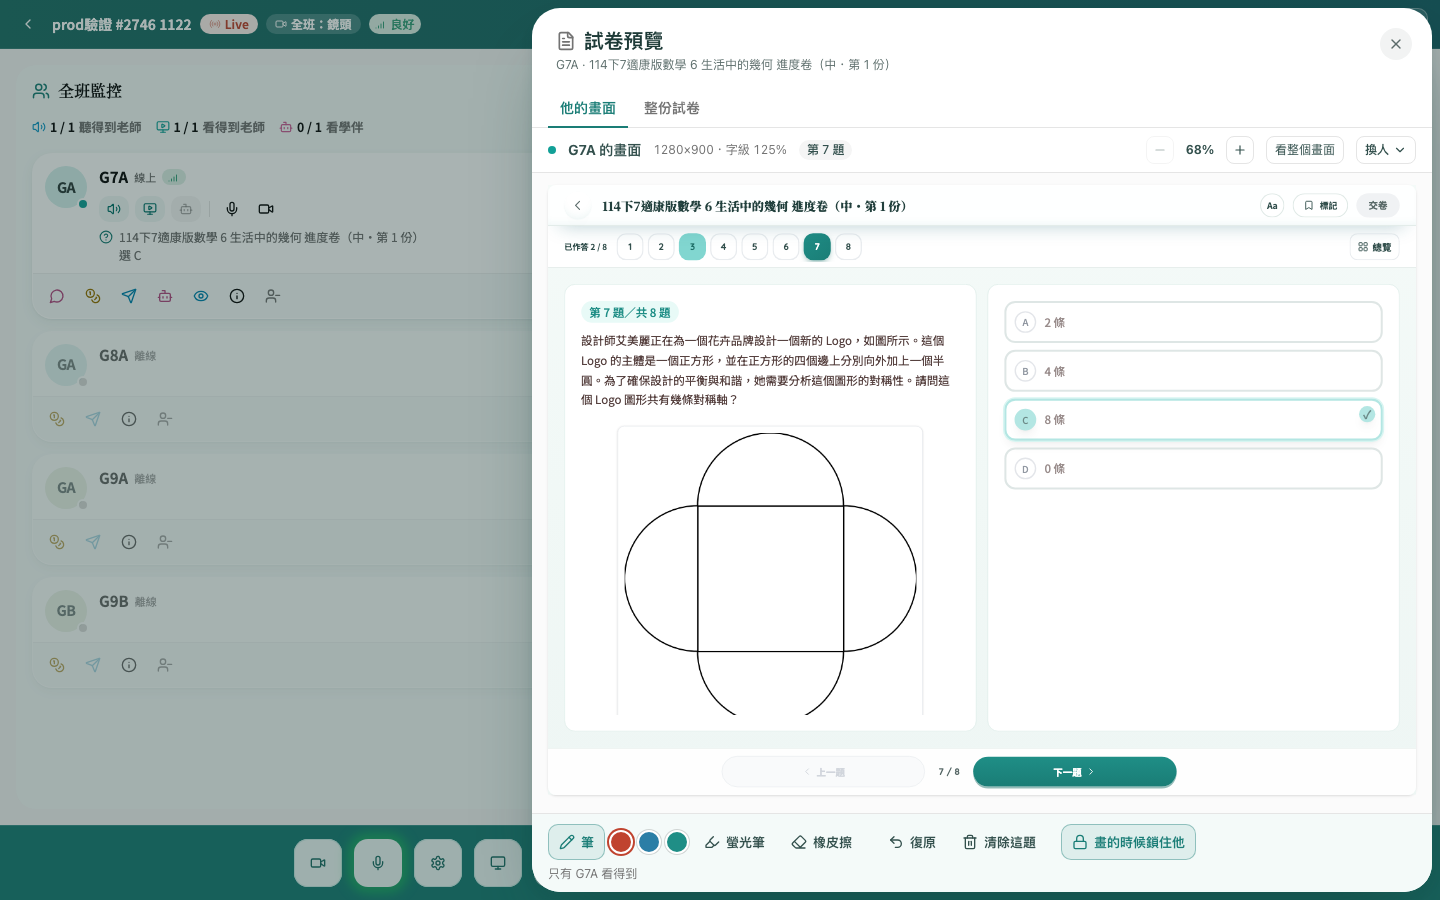 prod驗證 #2746 1122
Live
全班：鏡頭
良好
全班監控
1 / 1 聽得到老師
1 / 1 看得到老師
0 / 1 看學伴
GA
G7A 線上
114下7適康版數學 6 生活中的幾何 進度卷（中・第 1 份）
選 C
GA
G8A 離線
GA
G9A 離線
GB
G9B 離線
試卷預覽
G7A · 114下7適康版數學 6 生活中的幾何 進度卷（中・第 1 份）
他的畫面
整份試卷
G7A 的畫面
1280×900 · 字級 125%
第 7 題
68%
看整個畫面
換人
114下7適康版數學 6 生活中的幾何 進度卷（中・第 1 份）
Aa
標記
交卷
已作答 2 / 8
1
2
3
4
5
6
7
8
總覽
第 7 題／共 8 題
設計師艾美麗正在為一個花卉品牌設計一個新的 Logo，如圖所示。這個
Logo 的主體是一個正方形，並在正方形的四個邊上分別向外加上一個半
圓。為了確保設計的平衡與和諧，她需要分析這個圖形的對稱性。請問這
個 Logo 圖形共有幾條對稱軸？
A 2 條
B 4 條
C 8 條
D 0 條
上一題
7 / 8
下一題
筆
螢光筆
橡皮擦
復原
清除這題
畫的時候鎖住他
只有 G7A 看得到